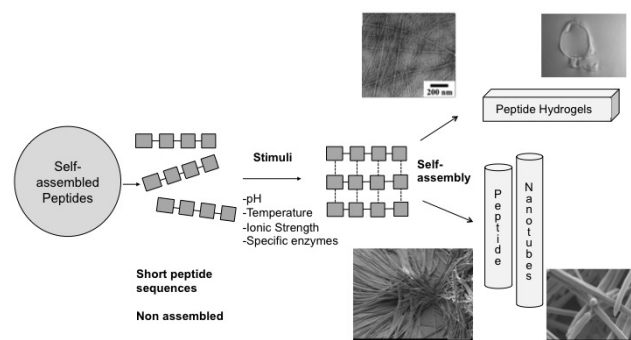 200 nm
Peptide Hydrogels
Self-
assembled
Peptides
Stimuli
-pH
-Temperature
-Ionic Strength
-Specific enzymes
Self-
assembly
Peptide
Nanotubes
Short peptide
sequences
Non assembled